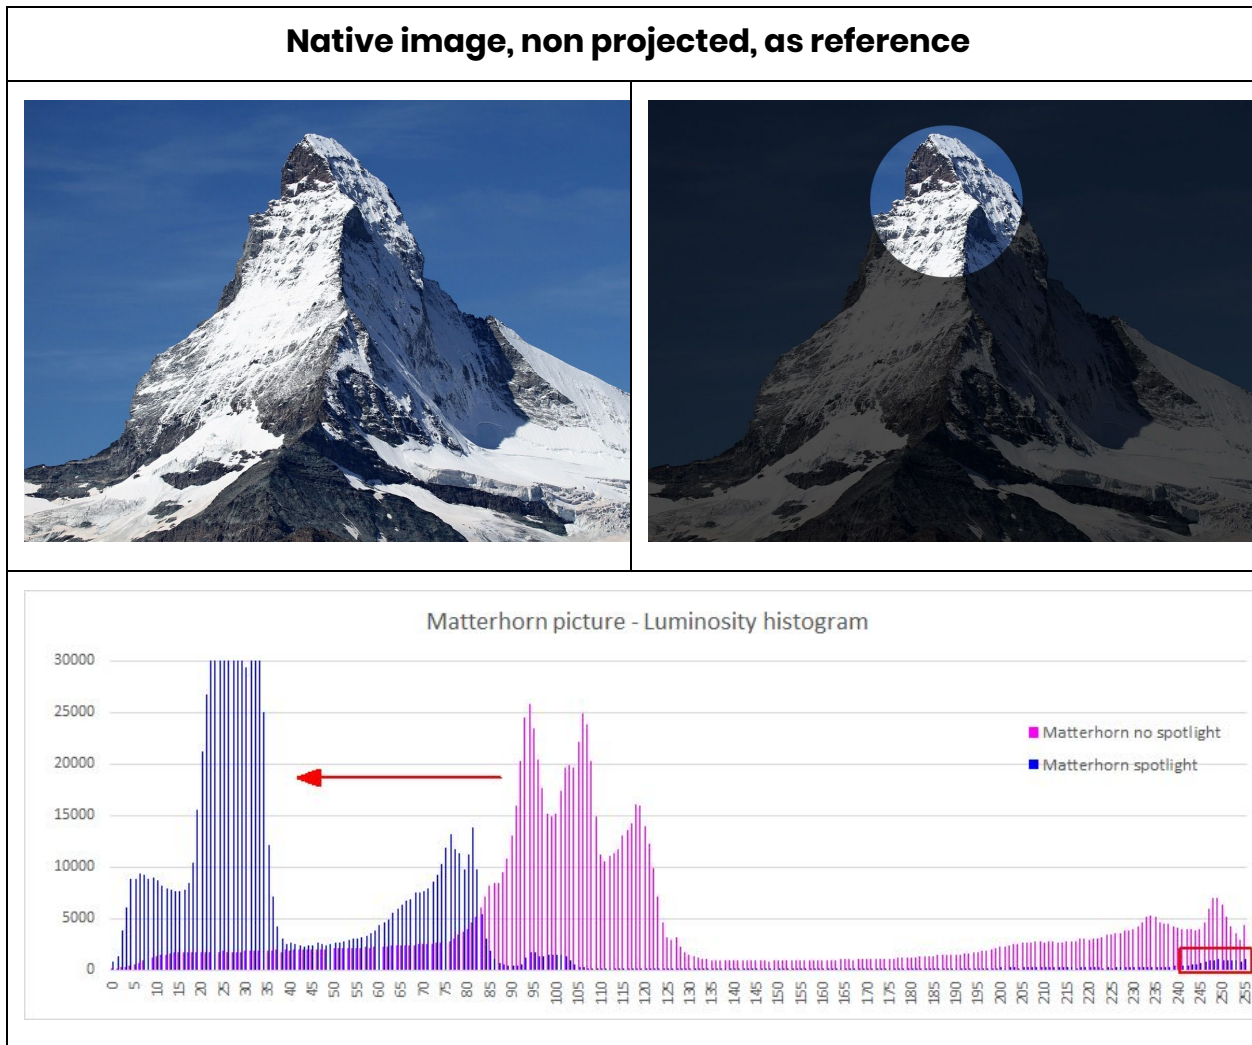 Native image, non projected, as reference
Matterhorn picture - Luminosity histogram
30000
25000
20000
15000
10000
5000
0
Matterhorn no spotlight
Matterhorn spotlight
0 5 10 15 20 25 30 35 40 45 50 55 60 65 70 75 80 85 90 95 100 105 110 115 120 125 130 135 140 145 150 155 160 165 170 175 180 185 190 195 200 205 210 215 220 225 230 235 240 245 250 255